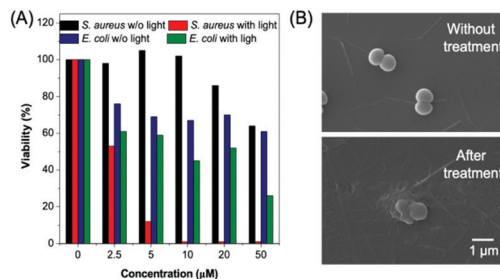 (A)
S. aureus w/o light
S. aureus with light
E. coli w/o light
E. coli with ligh
Viability (%)
100
80
60
40
20
0
0 2.5 5 10 20 50
Concentration (μM)
(B)
Without
treatment
After
treatment
1 μm